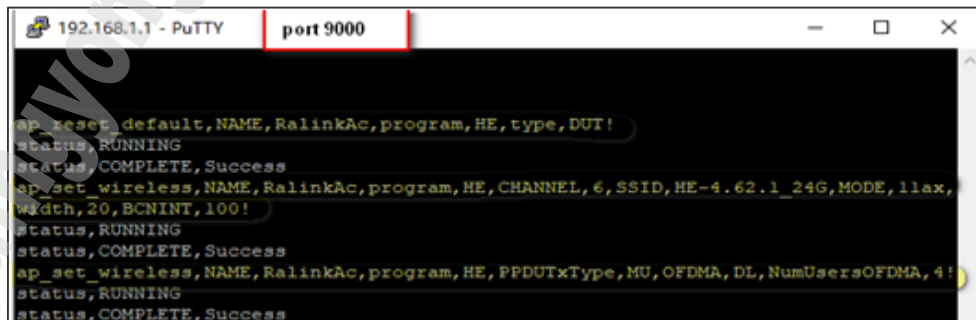 192.168.1.1 - PuTTY
port 9000
ap_reset_default,NAME,RalinkAc,program,HE,type,DUT!
status,RUNNING
status,COMPLETE,Success
ap_set_wireless,NAME,RalinkAc,program,HE,CHANNEL,6,SSID,HE-4.62.1_24G,MODE,11ax,
width,20,BCNINT,100!
status,RUNNING
status,COMPLETE,Success
ap_set_wireless,NAME,RalinkAc,program,HE,PPDUTxType,MU,OFDMA,DL,NumUsersOFDMA,4!
status,RUNNING
status,COMPLETE,Success